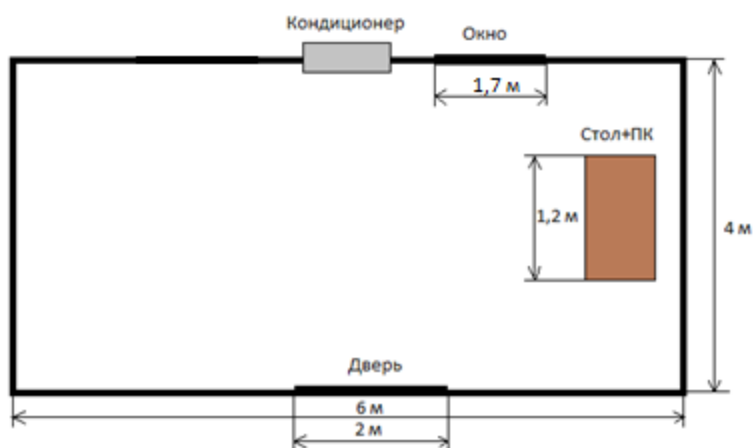 Кондиционер
Окно
1,7 м
Стол+ПК
1,2 м
4 м
Дверь
6 м
2 м